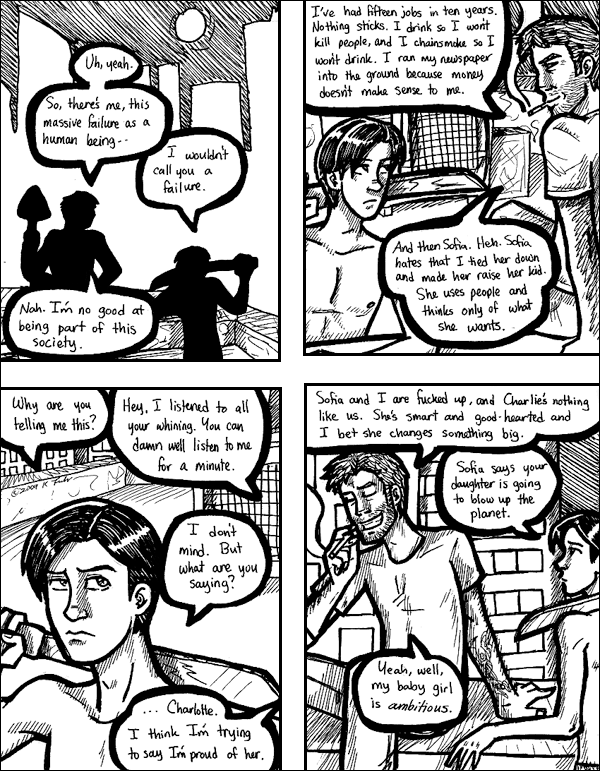 Uh, yeah.
So, there's me, this
massive failure as a
human being--
I wouldn't
call you a
failure.
Nah. I'm no good at
being part of this
society.
I've had fifteen jobs in ten years.
Nothing sticks. I drink so I won't
kill people, and I chainsmoke so I
won't drink. I ran my newspaper
into the ground because money
doesn't make sense to me.
And then Sofia. Heh. Sofia
hates that I tied her down
and made her raise her kid.
She uses people and
thinks only of what
she wants.
Why are you
telling me this?
Hey, I listened to all
your whining. You can
damn well listen to me
for a minute.
I don't
mind. But
what are you
saying?
... Charlotte.
I think I'm trying
to say I'm proud of her.
Sofia and I are fucked up, and Charlie's nothing
like us. She's smart and good-hearted and
I bet she changes something big.
Sofia says your
daughter is going
to blow up the
planet.
Yeah, well,
my baby girl
is ambitious.